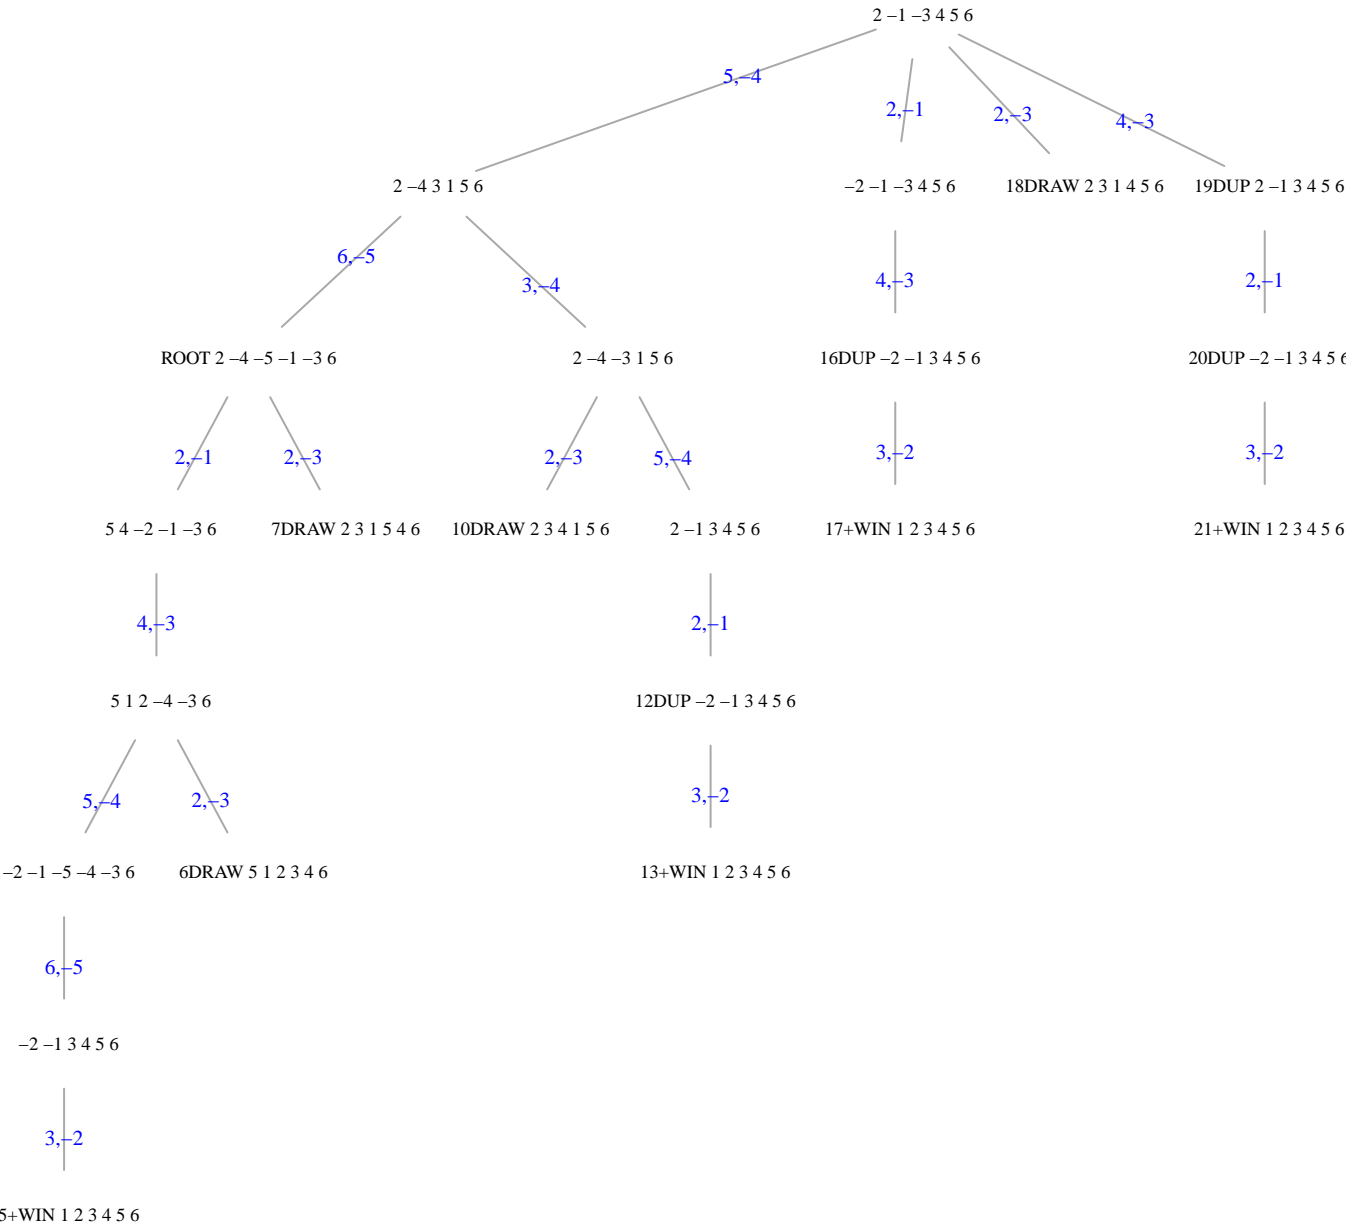 2 –1 –3 4 5 6
5,–4
2,–1
2,–3
4,–3
2 –4 3 1 5 6
–2 –1 –3 4 5 6
18DRAW 2 3 1 4 5 6
19DUP 2 –1 3 4 5 6
6,–5
3,–4
4,–3
2,–1
ROOT 2 –4 –5 –1 –3 6
2 –4 –3 1 5 6
16DUP –2 –1 3 4 5 6
20DUP –2 –1 3 4 5 6
2,–1
2,–3
2,–3
5,–4
3,–2
3,–2
5 4 –2 –1 –3 6
7DRAW 2 3 1 5 4 6
10DRAW 2 3 4 1 5 6
2 –1 3 4 5 6
17+WIN 1 2 3 4 5 6
21+WIN 1 2 3 4 5 6
4,–3
2,–1
5 1 2 –4 –3 6
12DUP –2 –1 3 4 5 6
5,–4
2,–3
3,–2
–2 –1 –5 –4 –3 6
6DRAW 5 1 2 3 4 6
13+WIN 1 2 3 4 5 6
6,–5
–2 –1 3 4 5 6
3,–2
5+WIN 1 2 3 4 5 6